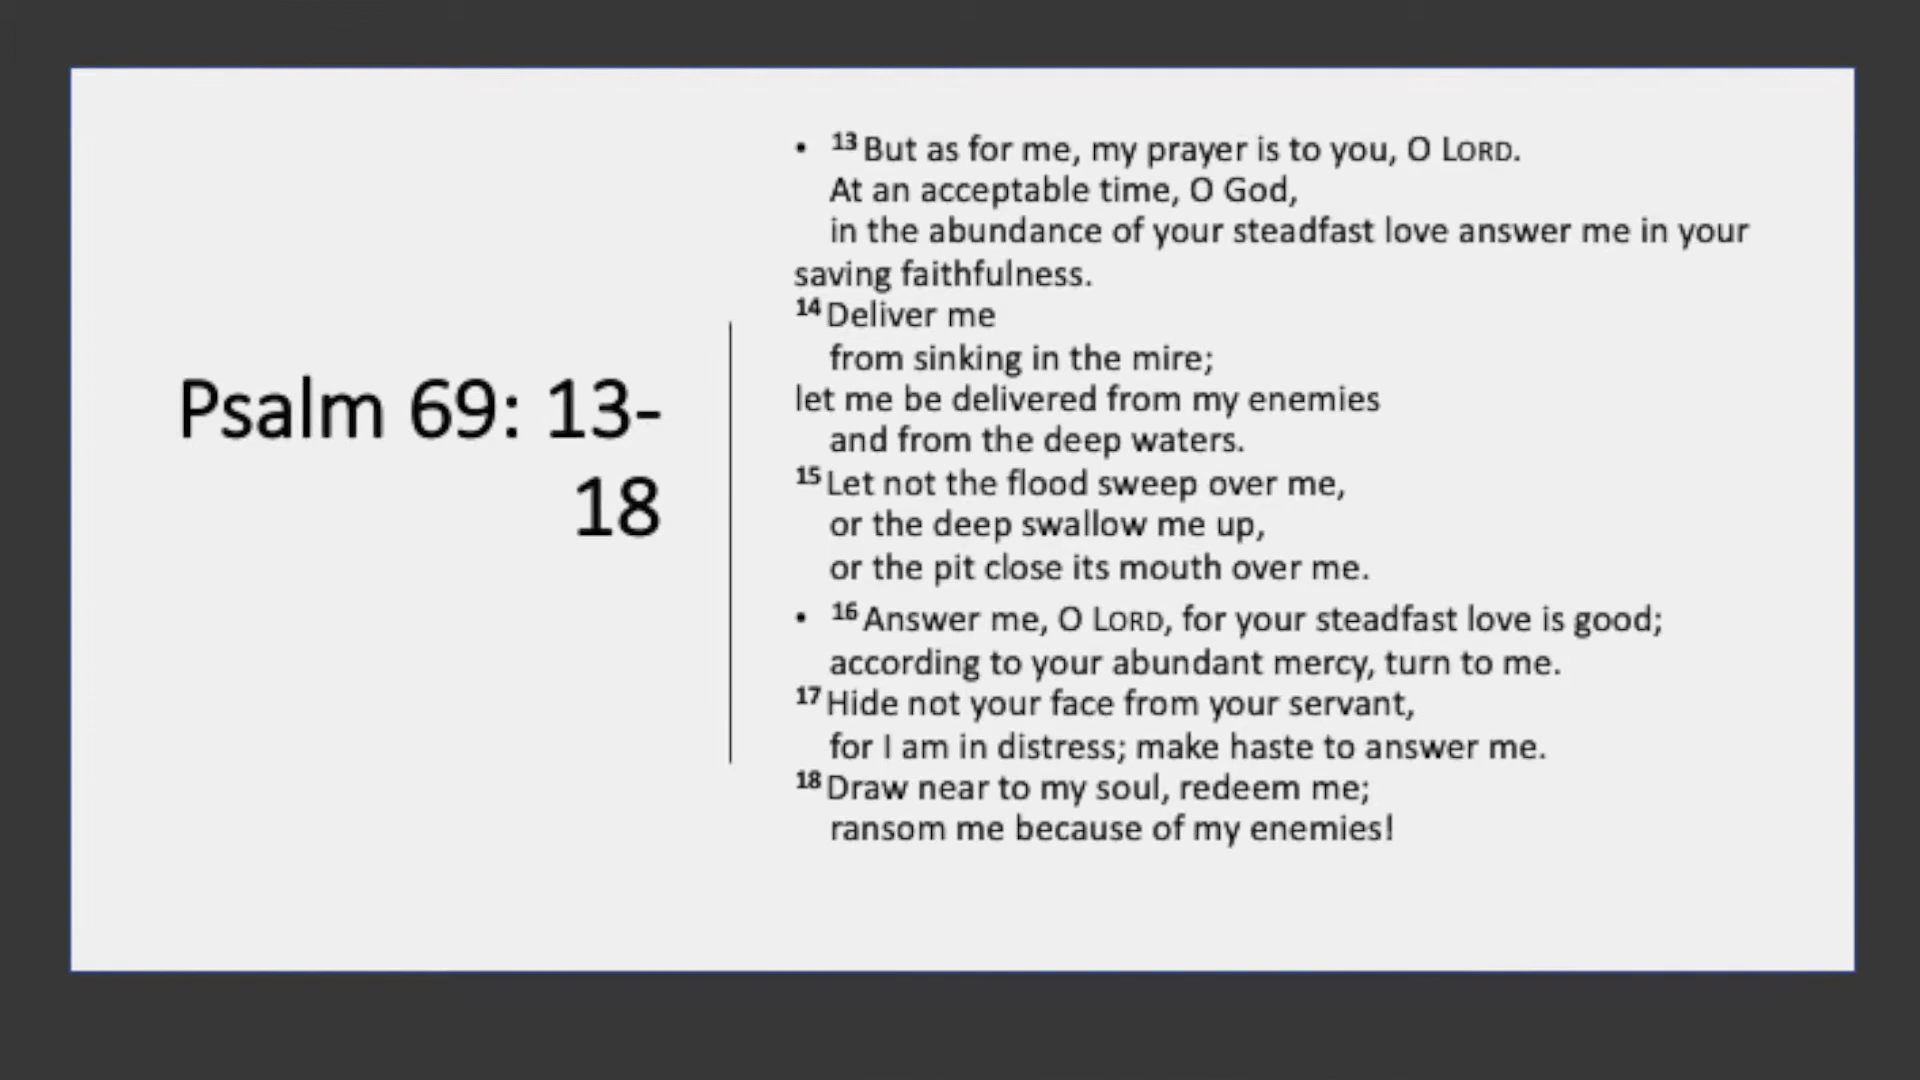 Psalm 69: 13-
18
• 13 But as for me, my prayer is to you, O LORD.
At an acceptable time, O God,
in the abundance of your steadfast love answer me in your
saving faithfulness.
14 Deliver me
from sinking in the mire;
let me be delivered from my enemies
and from the deep waters.
15 Let not the flood sweep over me,
or the deep swallow me up,
or the pit close its mouth over me.
• 16 Answer me, O LORD, for your steadfast love is good;
according to your abundant mercy, turn to me.
17 Hide not your face from your servant,
for I am in distress; make haste to answer me.
18 Draw near to my soul, redeem me;
ransom me because of my enemies!